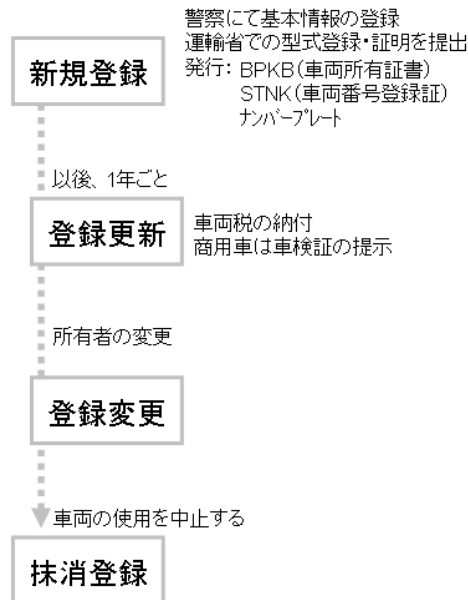 警察にて基本情報の登録
運輸省での型式登録・証明を提出
新規登録
発行： BPKB（車両所有証書）
STNK（車両番号登録証）
ﾅﾝﾊﾞｰﾌﾟﾚｰﾄ
以後、1年ごと
登録更新
車両税の納付
商用車は車検証の提示
所有者の変更
登録変更
車両の使用を中止する
抹消登録